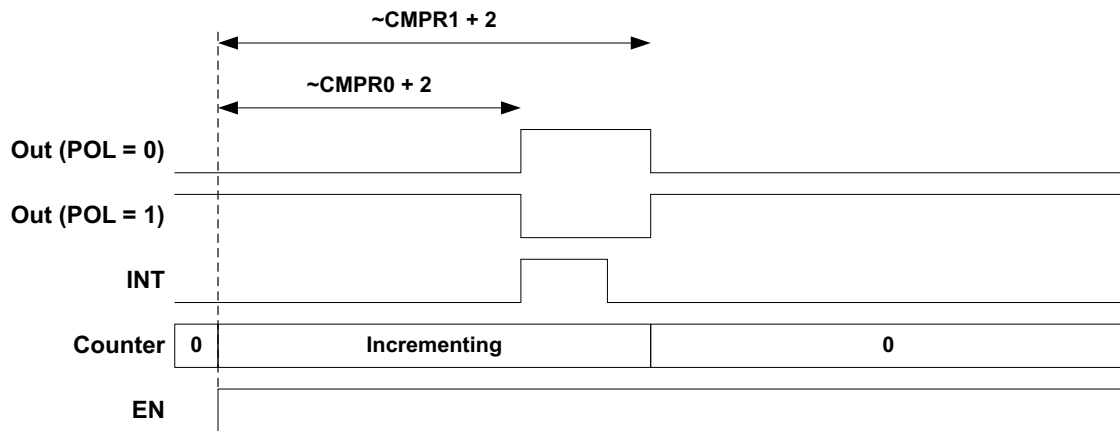 ~CMPR1 + 2
~CMPR0 + 2
Out (POL = 0)
Out (POL = 1)
INT
Counter 0 Incrementing 0
EN